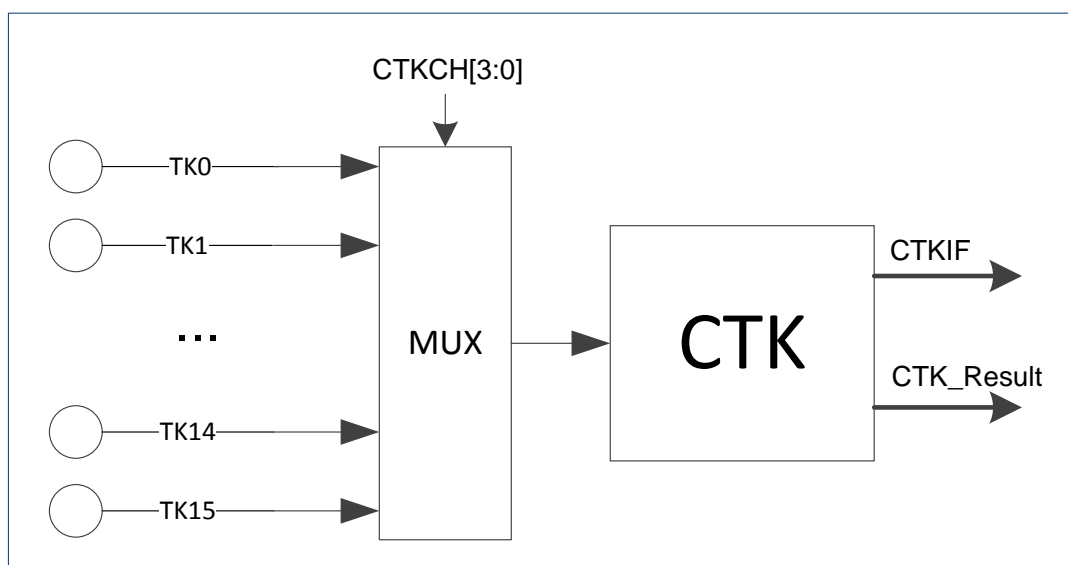 CTKCH[3:0]
TK0
TK1
...
TK14
TK15
MUX
CTK
CTKIF
CTK_Result